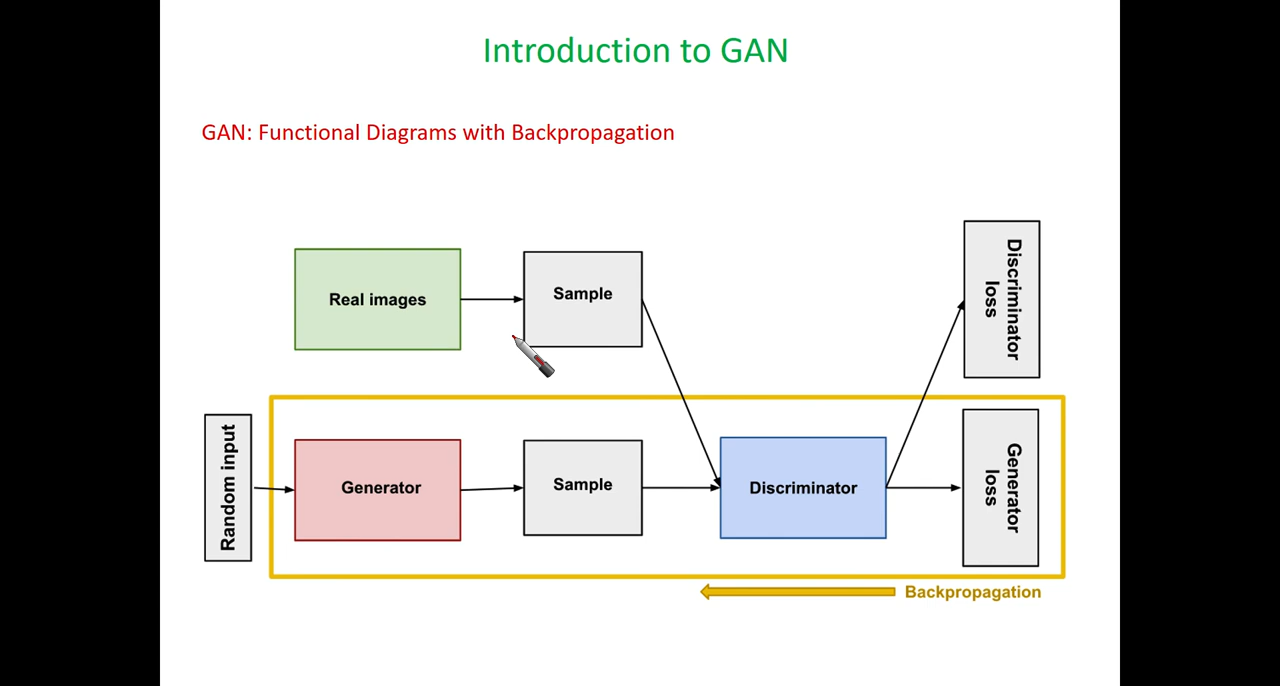 Introduction to GAN
GAN: Functional Diagrams with Backpropagation
Real images
Sample
Discriminator
loss
Random input
Generator
Sample
Discriminator
Generator
loss
Backpropagation